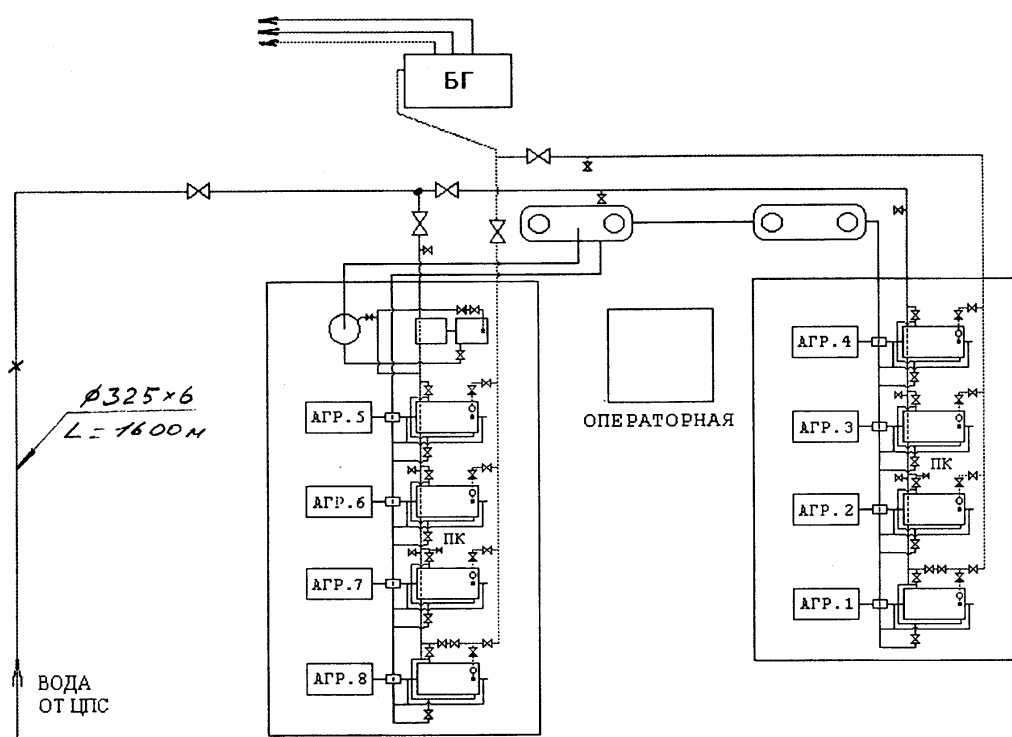 БГ
ø325×6
L = 1600м
ОПЕРАТОРНАЯ
АГР.4
АГР.3
ПК
АГР.2
АГР.1
АГР.5
АГР.6
ПК
АГР.7
АГР.8
ВОДА
ОТ ЦПС